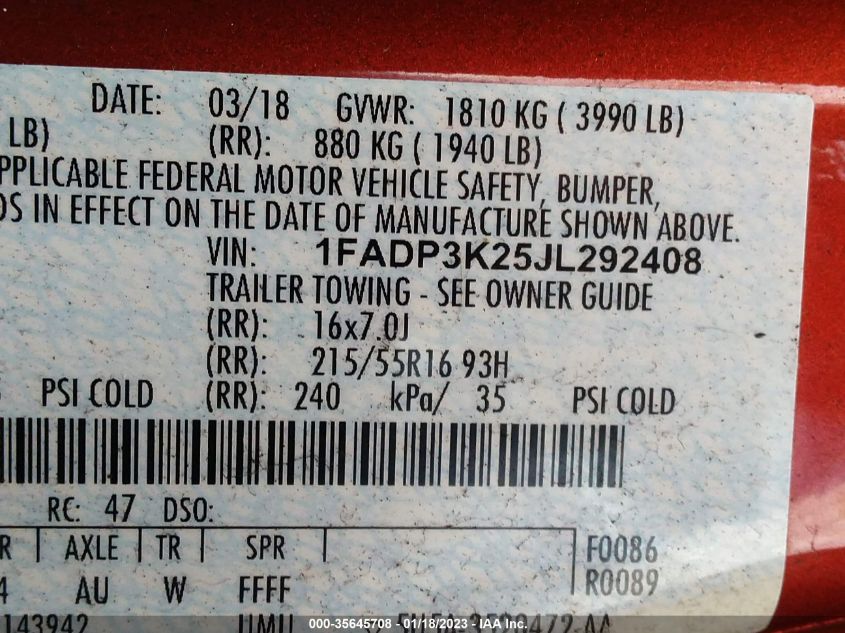 DATE: 03/18 GVWR: 1810 KG ( 3990 LB)
LB) (RR): 880 KG ( 1940 LB)
APPLICABLE FEDERAL MOTOR VEHICLE SAFETY, BUMPER,
DS IN EFFECT ON THE DATE OF MANUFACTURE SHOWN ABOVE.
VIN: 1FADP3K25JL292408
TRAILER TOWING - SEE OWNER GUIDE
(RR): 16x7.0J
(RR): 215/55R16 93H
PSI COLD (RR): 240 kPa/ 35 PSI COLD
RC: 47 DSO:
R AXLE TR SPR F0086
4 AU W FFFF R0089
143942
000-35645708 - 01/18/2023 - IAA, Inc.